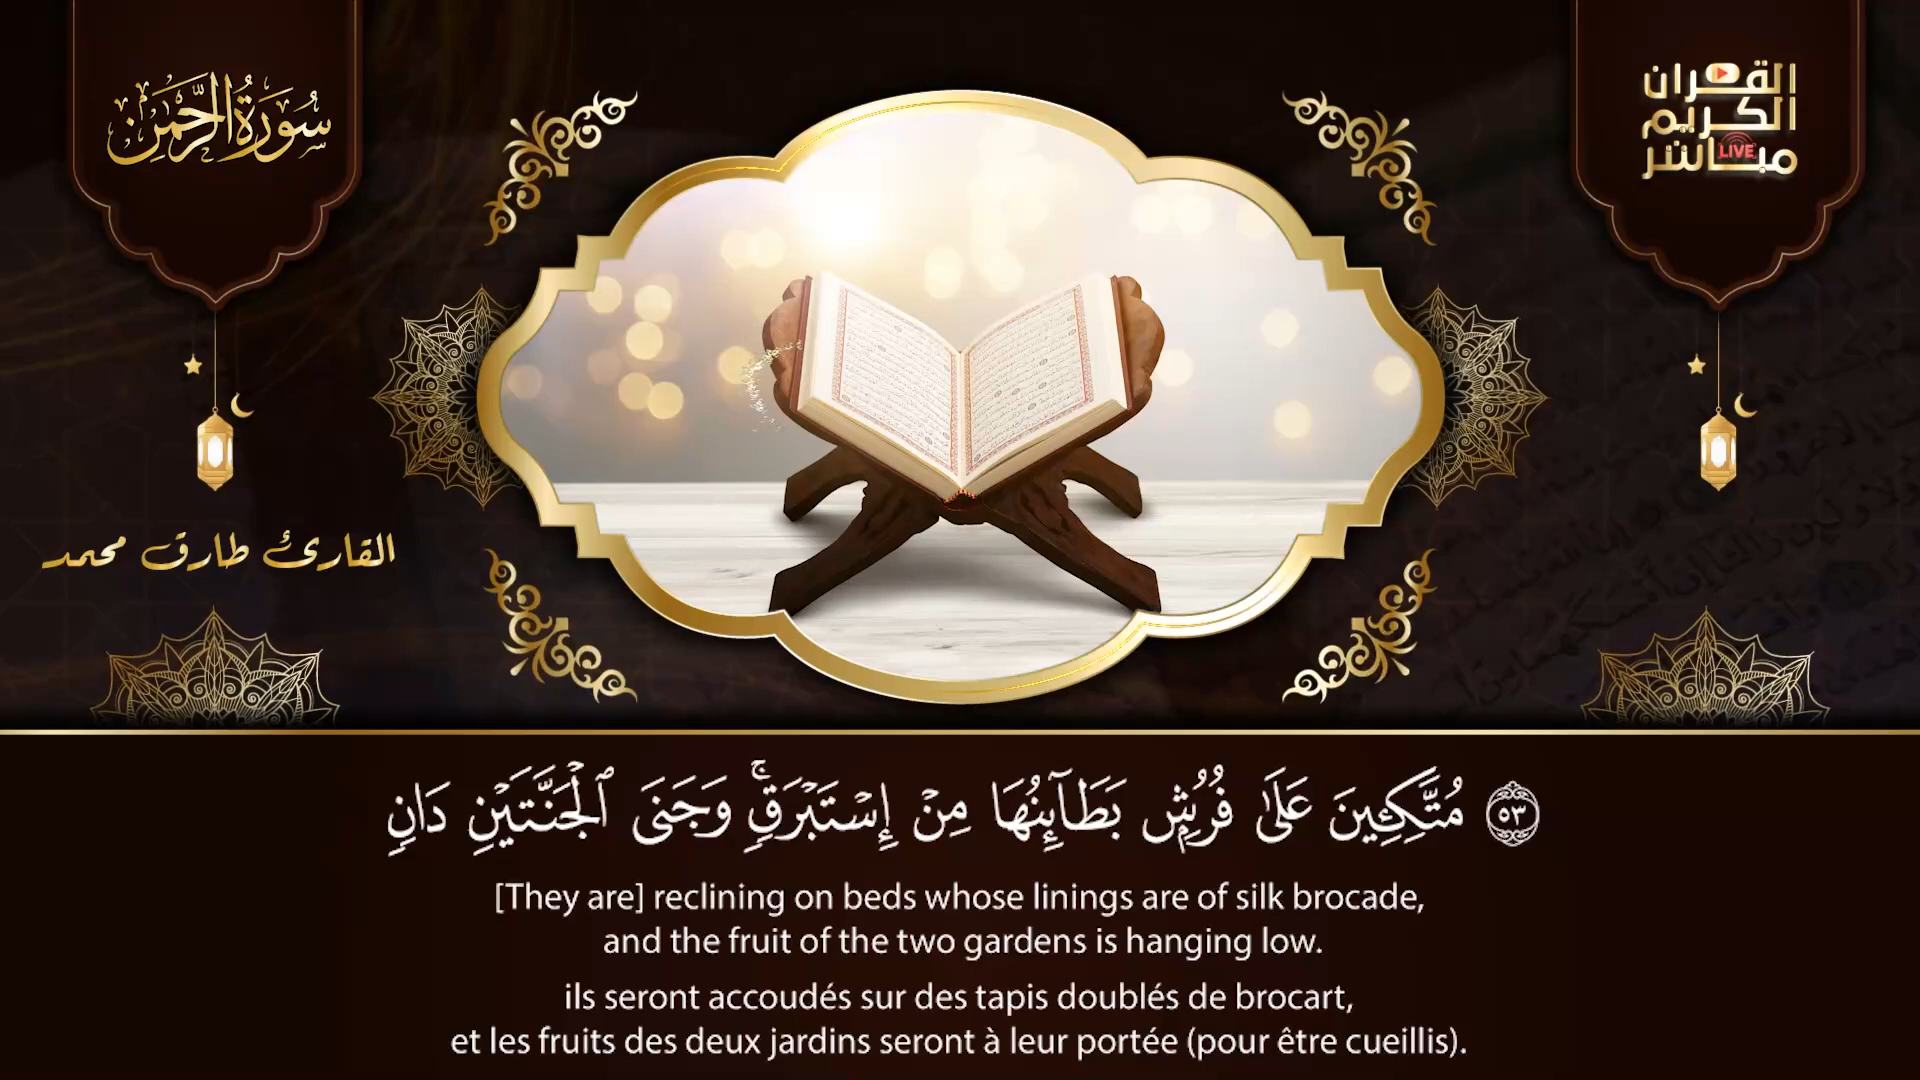 سُورَةُ الرَّحْمَٰن
القرآن
الكريم
مباشر
LIVE
القارئ طارق محمد
۝٥٣ مُتَّكِـِٔينَ عَلَىٰ فُرُشِۭ بَطَآئِنُهَا مِنْ إِسْتَبْرَقٍۢ ۚ وَجَنَى ٱلْجَنَّتَيْنِ دَانٍ
[They are] reclining on beds whose linings are of silk brocade,
and the fruit of the two gardens is hanging low.
ils seront accoudés sur des tapis doublés de brocart,
et les fruits des deux jardins seront à leur portée (pour être cueillis).